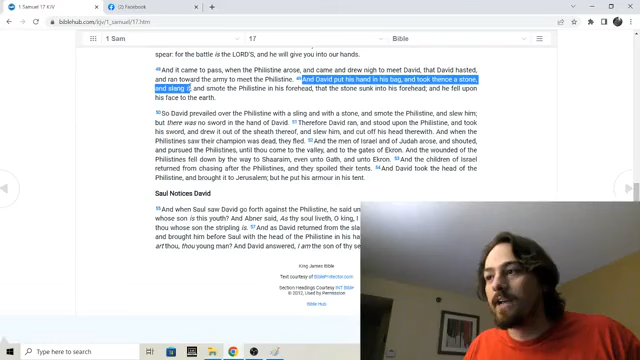 1 Samuel 17 KJV
(2) Facebook
biblehub.com/kjv/1_samuel/17.htm
1 Sam
17
Bible
spear: for the battle is the LORD'S, and he will give you into our hands.
48 And it came to pass, when the Philistine arose, and came and drew nigh to meet David, that David hasted,
and ran toward the army to meet the Philistine. 49 And David put his hand in his bag, and took thence a stone,
and slang it, and smote the Philistine in his forehead, that the stone sunk into his forehead; and he fell upon
his face to the earth.
50 So David prevailed over the Philistine with a sling and with a stone, and smote the Philistine, and slew him;
but there was no sword in the hand of David. 51 Therefore David ran, and stood upon the Philistine, and took
his sword, and drew it out of the sheath thereof, and slew him, and cut off his head therewith. And when the
Philistines saw their champion was dead, they fled. 52 And the men of Israel and of Judah arose, and shouted,
and pursued the Philistines, until thou come to the valley, and to the gates of Ekron. And the wounded of the
Philistines fell down by the way to Shaaraim, even unto Gath, and unto Ekron. 53 And the children of Israel
returned from chasing after the Philistines, and they spoiled their tents. 54 And David took the head of the
Philistine, and brought it to Jerusalem; but he put his armour in his tent.
Saul Notices David
55 And when Saul saw David go forth against the Philistine, he said un
whose son is this youth? And Abner said, As thy soul liveth, O king, I
thou whose son the stripling is. 57 And as David returned from the sla
and brought him before Saul with the head of the Philistine in his ha
art thou, thou young man? And David answered, I am the son of thy se
King James Bible
Text courtesy of BibleProtector.com
Section Headings Courtesy INT Bible
© 2012, Used by Permission
Bible Hub
Type here to search